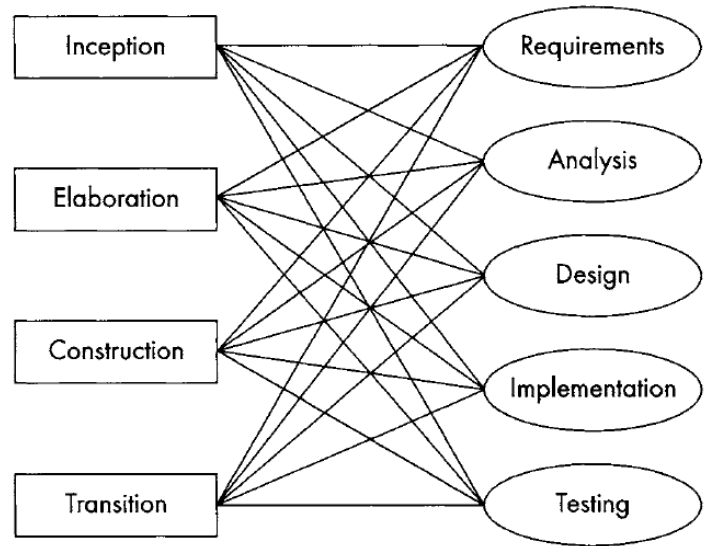 Inception
Requirements
Elaboration
Analysis
Design
Construction
Implementation
Transition
Testing